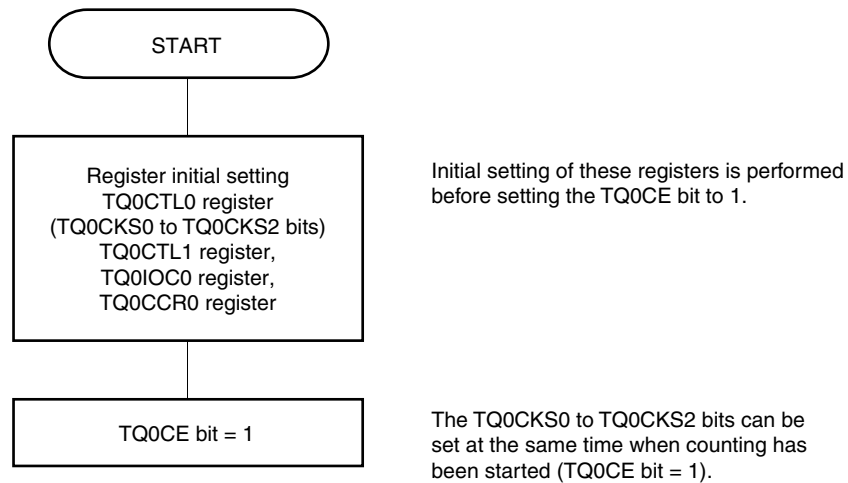 START
Register initial setting
TQ0CTL0 register
(TQ0CKS0 to TQ0CKS2 bits)
TQ0CTL1 register,
TQ0IOC0 register,
TQ0CCR0 register
Initial setting of these registers is performed
before setting the TQ0CE bit to 1.
TQ0CE bit = 1
The TQ0CKS0 to TQ0CKS2 bits can be
set at the same time when counting has
been started (TQ0CE bit = 1).